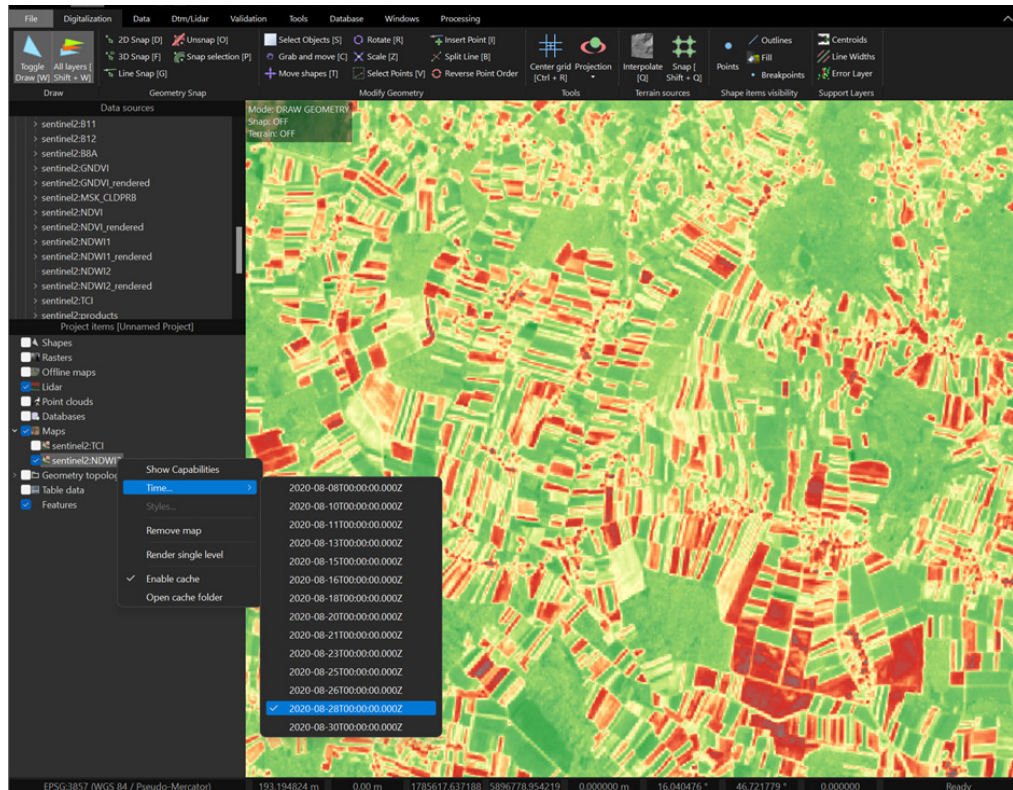 File Digitalization Data Dtm/Lidar Validation Tools Database Windows Processing
2D Snap [D] Unsnap [O] Select Objects [S] Rotate [R] Insert Point [I] Outlines Centroids
3D Snap [F] Snap selection [P] Grab and move [C] Scale [Z] Split Line [B] Fill Line Widths
Toggle Draw [W] All layers [ Shift + W] Line Snap [G] Move shapes [T] Select Points [V] Reverse Point Order Center grid [Ctrl + R] Projection Interpolate [Q] Snap [ Shift + Q] Points Breakpoints Error Layer
Draw Geometry Snap Modify Geometry Tools Terrain sources Shape items visibility Support Layers
Data sources
sentinel2:B11
sentinel2:B12
sentinel2:B8A
sentinel2:GNDVI
sentinel2:GNDVI_rendered
sentinel2:MSK_CLDPRB
sentinel2:NDVI
sentinel2:NDVI_rendered
sentinel2:NDWI1
sentinel2:NDWI1_rendered
sentinel2:NDWI2
sentinel2:NDWI2_rendered
sentinel2:TCI
sentinel2:products
Mode: DRAW GEOMETRY
Snap: OFF
Terrain: OFF
Project items [Unnamed Project]
Shapes
Rasters
Offline maps
Lidar
Point clouds
Databases
Maps
sentinel2:TCI
sentinel2:NDWI
Geometry topolog
Table data
Features
Show Capabilities
Time...
Styles...
Remove map
Render single level
Enable cache
Open cache folder
2020-08-08T00:00:00.000Z
2020-08-10T00:00:00.000Z
2020-08-11T00:00:00.000Z
2020-08-13T00:00:00.000Z
2020-08-15T00:00:00.000Z
2020-08-16T00:00:00.000Z
2020-08-18T00:00:00.000Z
2020-08-20T00:00:00.000Z
2020-08-21T00:00:00.000Z
2020-08-23T00:00:00.000Z
2020-08-25T00:00:00.000Z
2020-08-26T00:00:00.000Z
2020-08-28T00:00:00.000Z
2020-08-30T00:00:00.000Z
EPSG:3857 (WGS 84 / Pseudo-Mercator) 193.194824 m 0.00 m 1785617.637188 5896778.954219 0.000000 m 16.040476 ° 46.721779 ° 0.000000 Ready